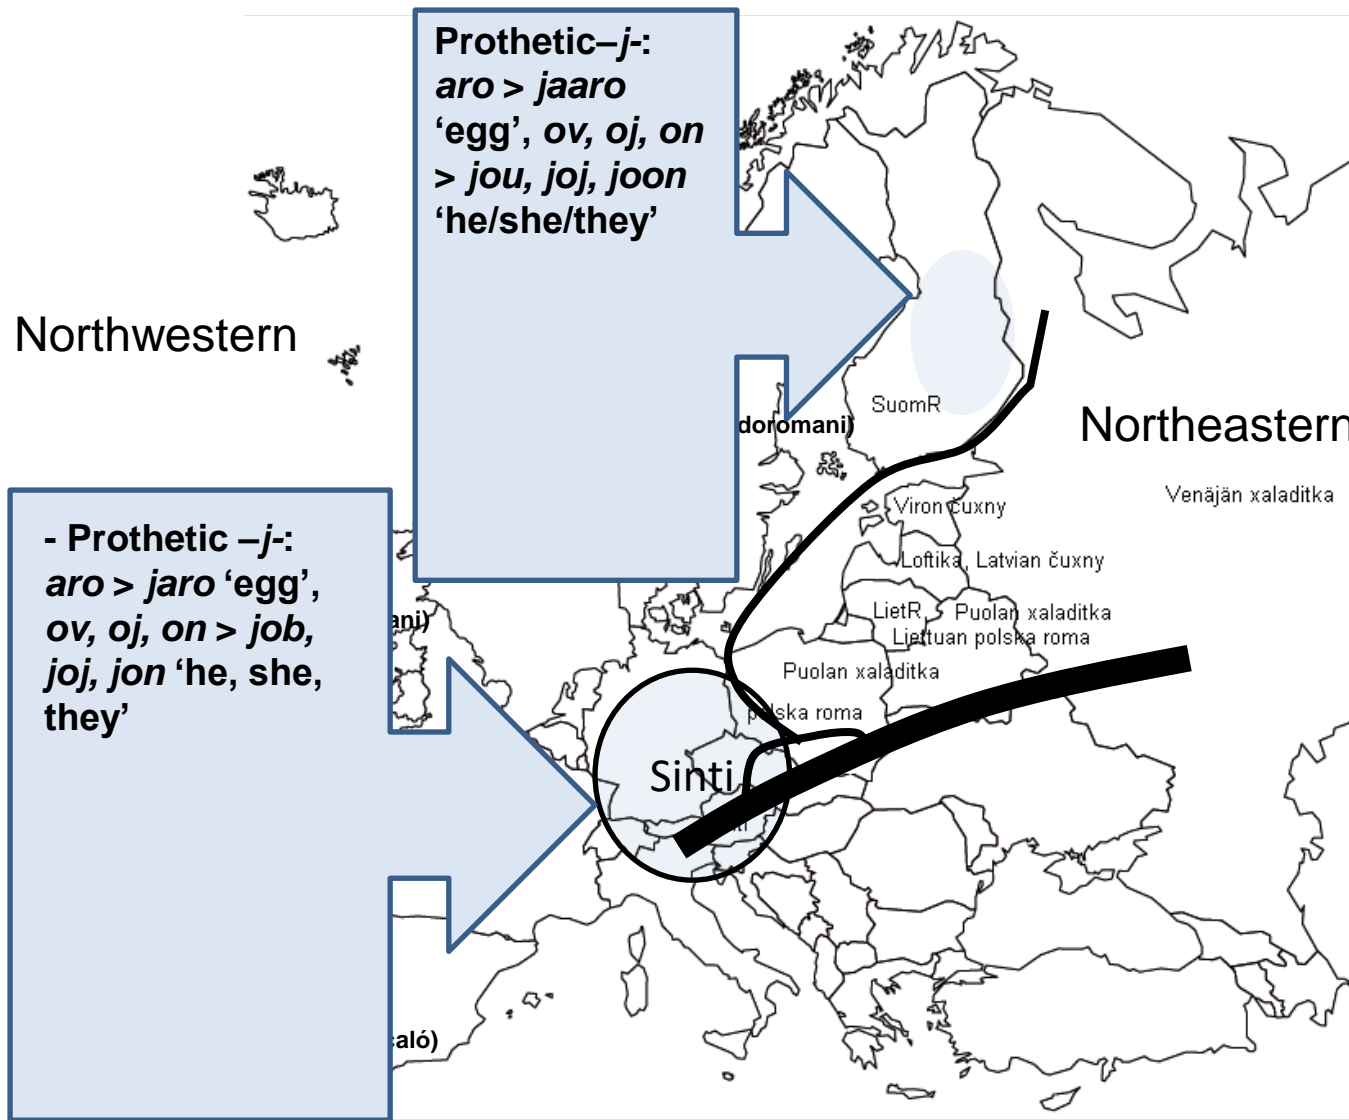 Prothetic–j-:
aro > jaaro
‘egg’, ov, oj, on
> jou, joj, joon
‘he/she/they’
Northwestern
SuomR
doromani)
Northeastern
Venäjän xaladitka
Viron čuxny
- Prothetic –j-:
aro > jaro ‘egg’,
ov, oj, on > job,
joj, jon ‘he, she,
they’
Loftika, Latvian čuxny
ani)
LietR
Puolan xaladitka
Liettuan polska roma
Puolan xaladitka
polska roma
Sinti
caló)